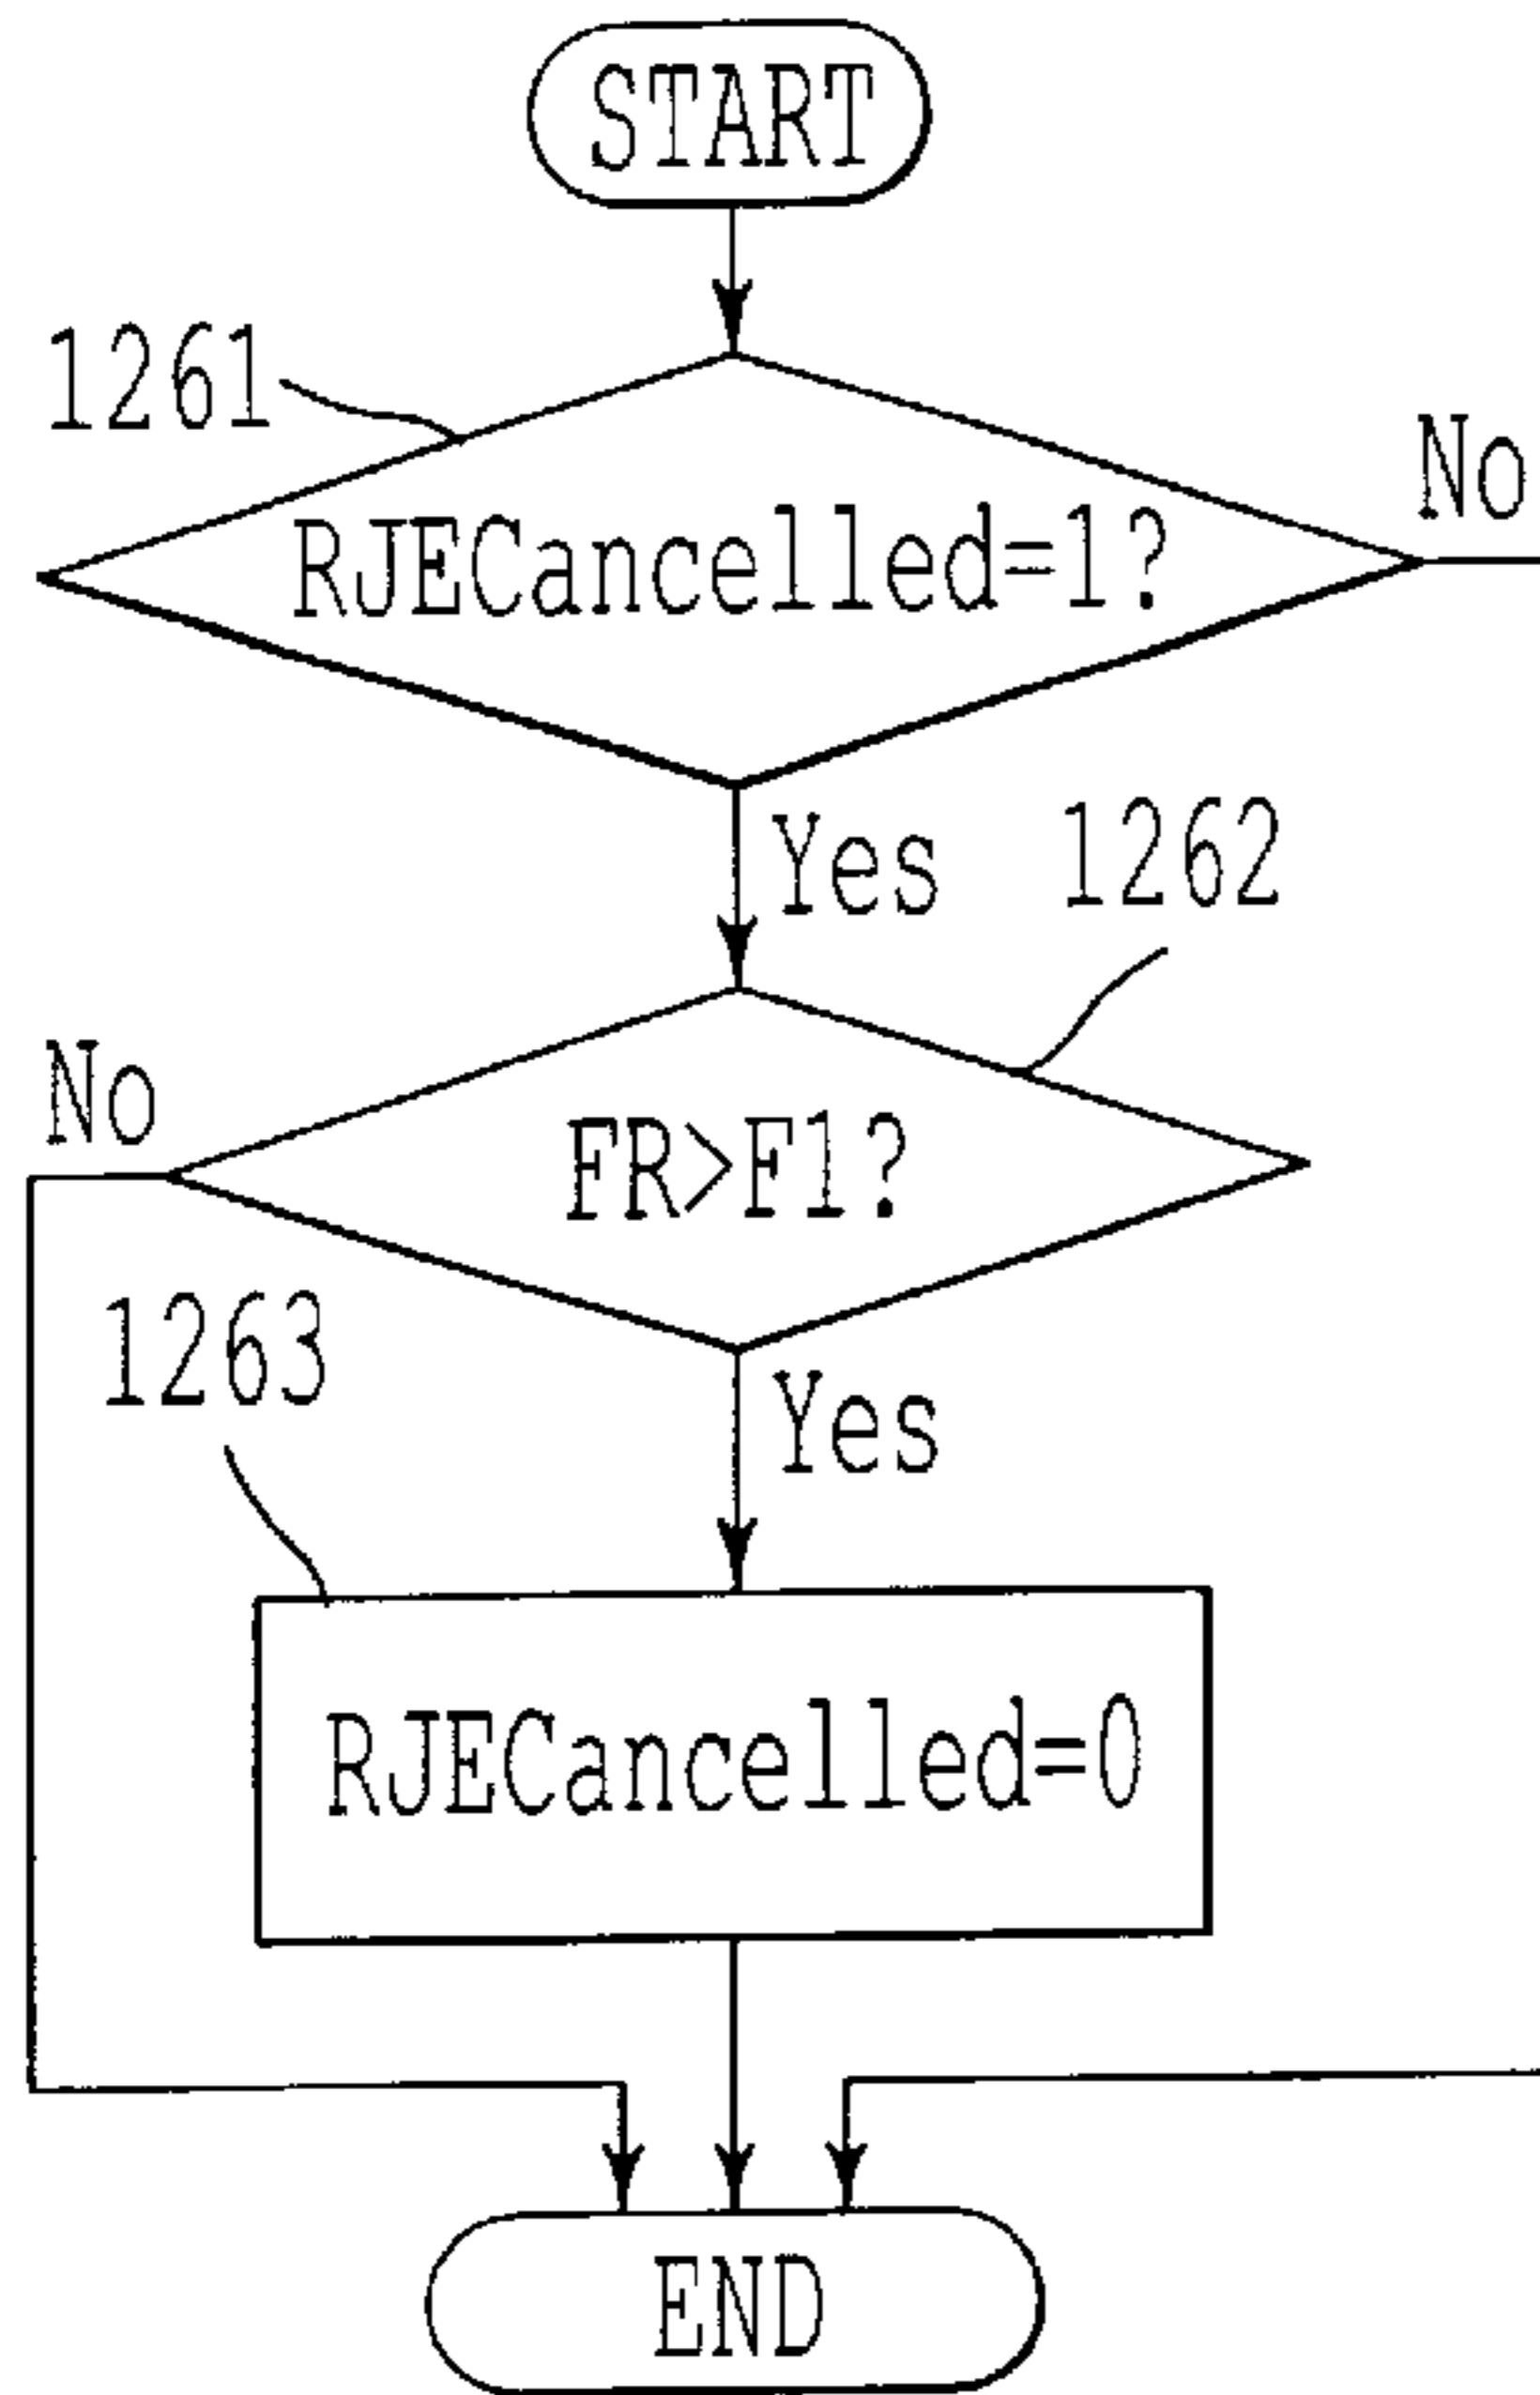 START
1261
No
RJECancelled=1?
Yes
1262
No
FR>F1?
1263
Yes
RJECancelled=0
END